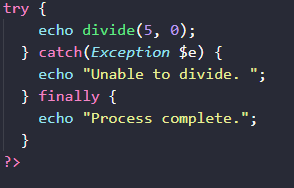 try {
    echo divide(5, 0);
  } catch(Exception $e) {
    echo "Unable to divide. ";
  } finally {
    echo "Process complete.";
  }
?>